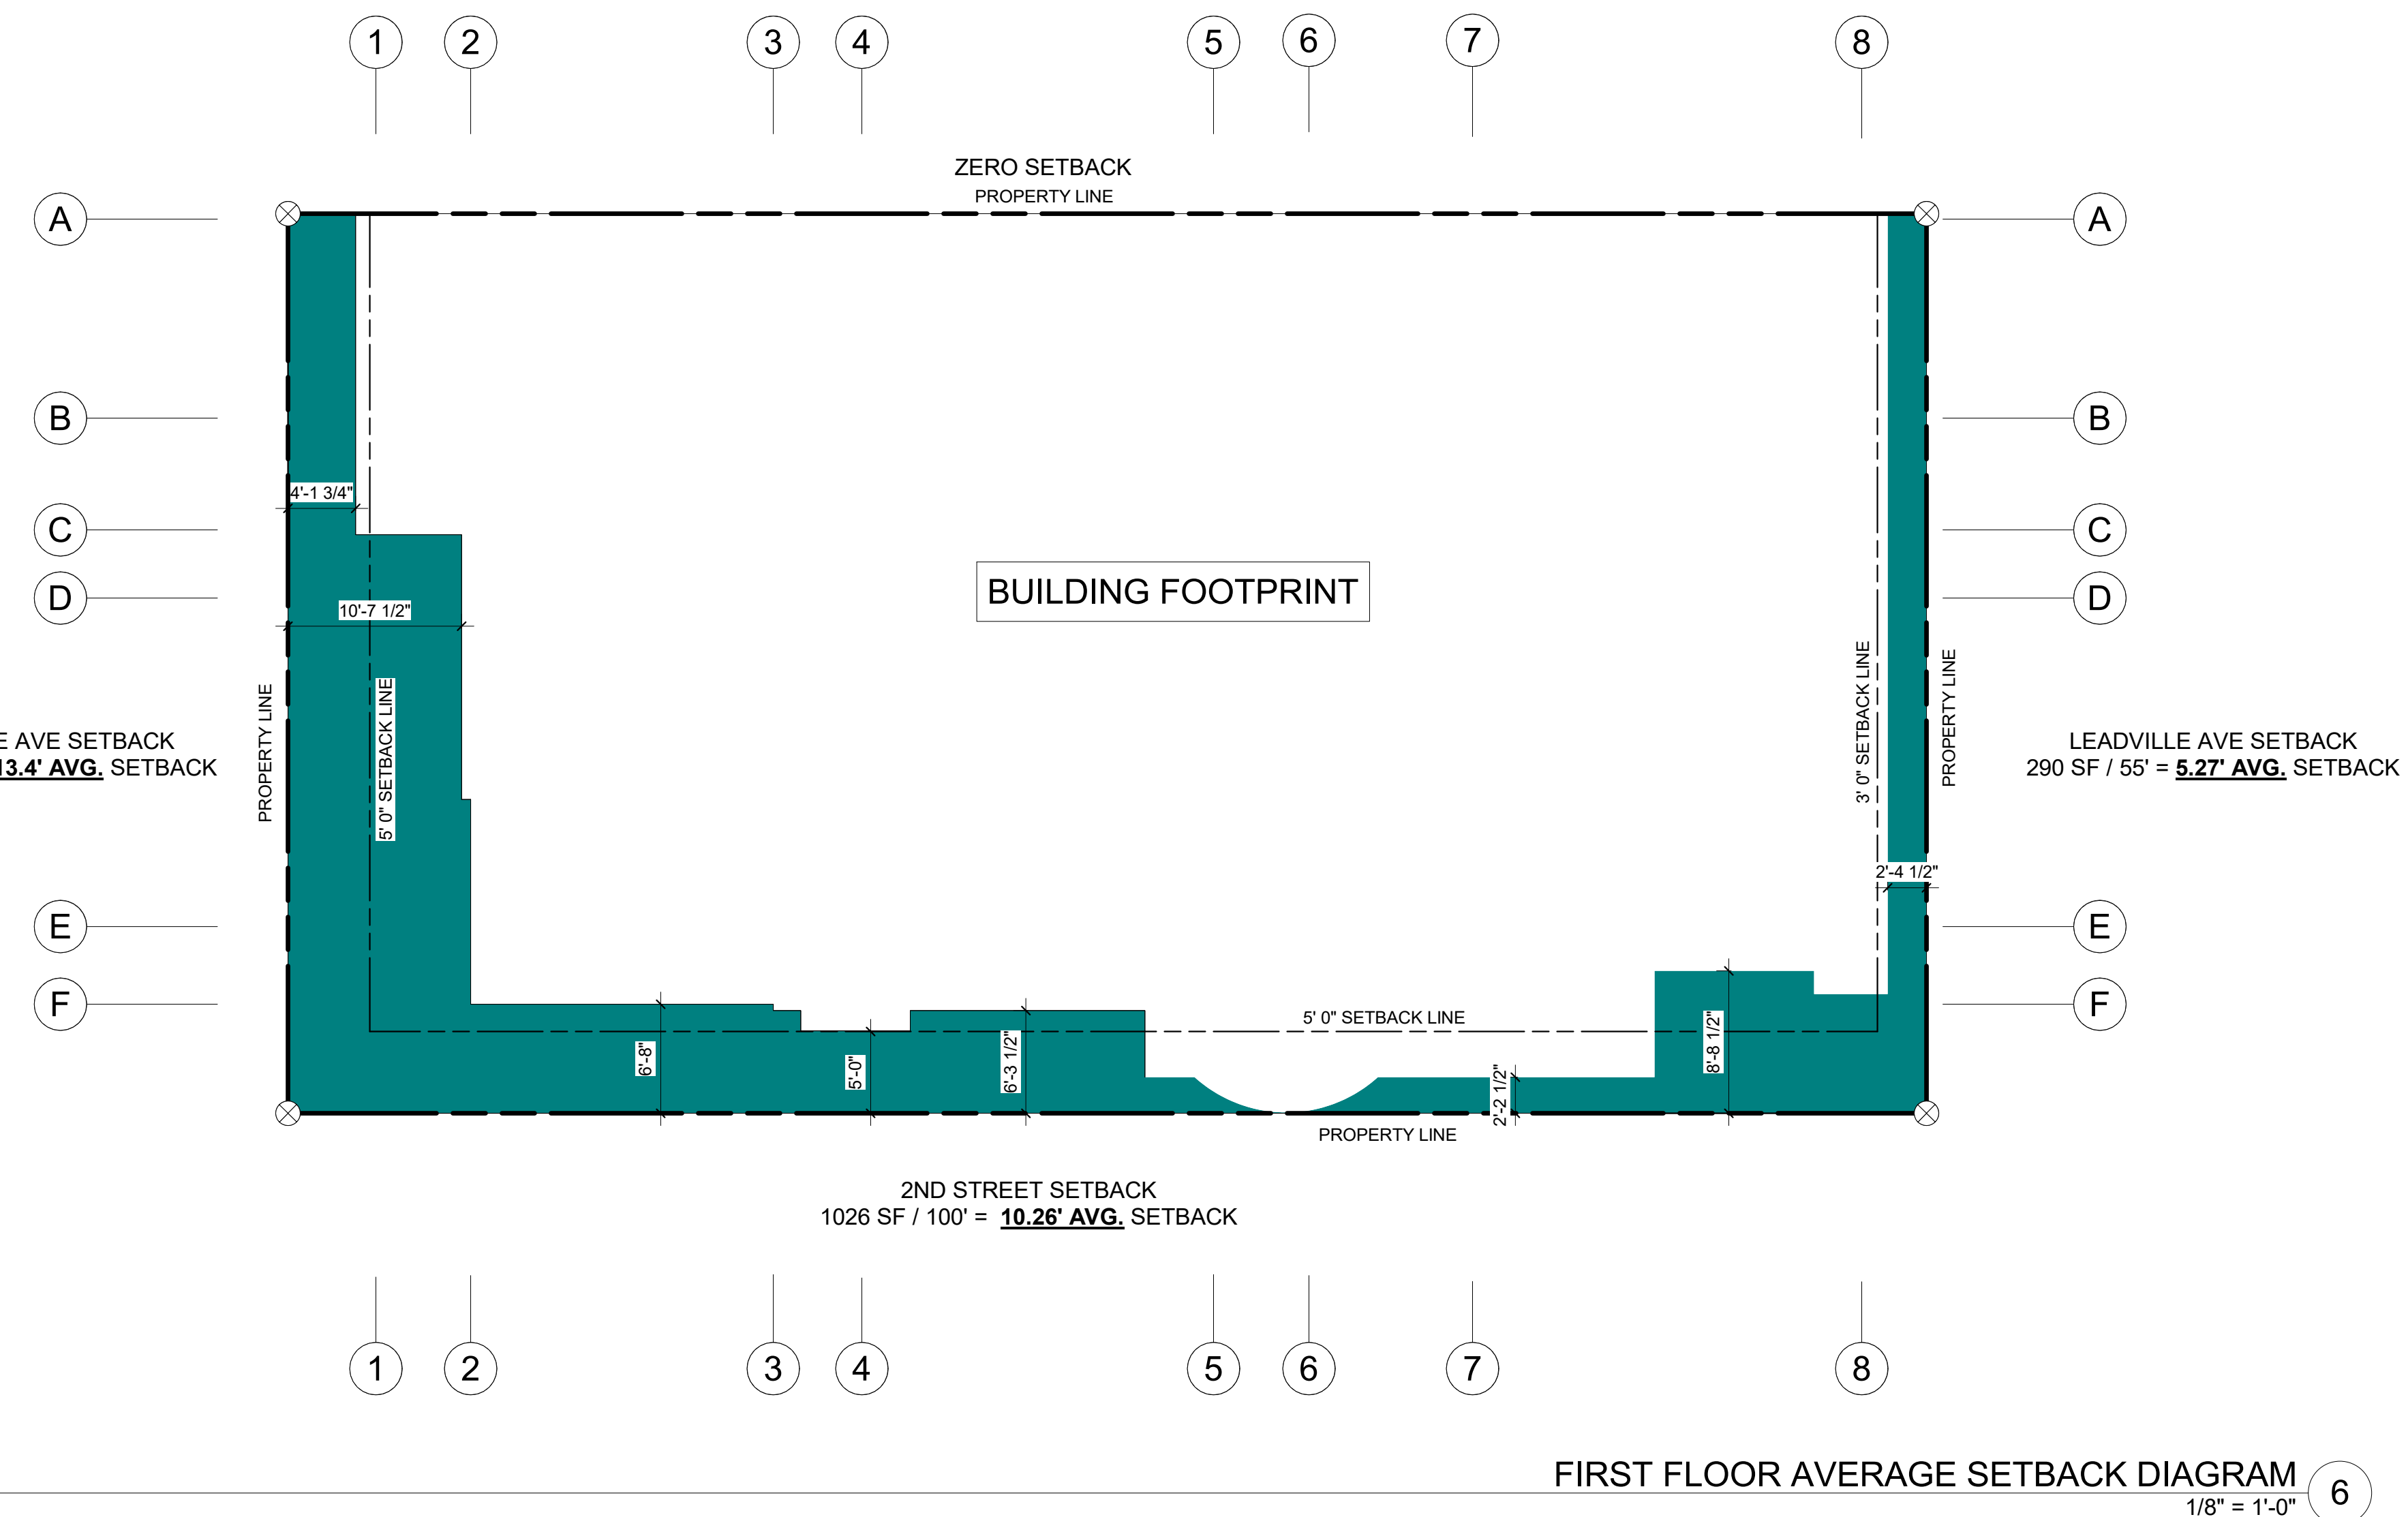 1 2 3 4 5 6 7 8
ZERO SETBACK
PROPERTY LINE
A A
B B
4'-1 3/4"
C C
BUILDING FOOTPRINT
D D
10'-7 1/2"
PROPERTY LINE
5' 0" SETBACK LINE
3' 0" SETBACK LINE
PROPERTY LINE
E AVE SETBACK
13.4' AVG. SETBACK
LEADVILLE AVE SETBACK
290 SF / 55' = 5.27' AVG. SETBACK
2'-4 1/2"
E E
F F
5' 0" SETBACK LINE
6'-8"
5'-0"
6'-3 1/2"
2'-2 1/2"
8'-8 1/2"
PROPERTY LINE
2ND STREET SETBACK
1026 SF / 100' = 10.26' AVG. SETBACK
1 2 3 4 5 6 7 8
FIRST FLOOR AVERAGE SETBACK DIAGRAM
6
1/8" = 1'-0"